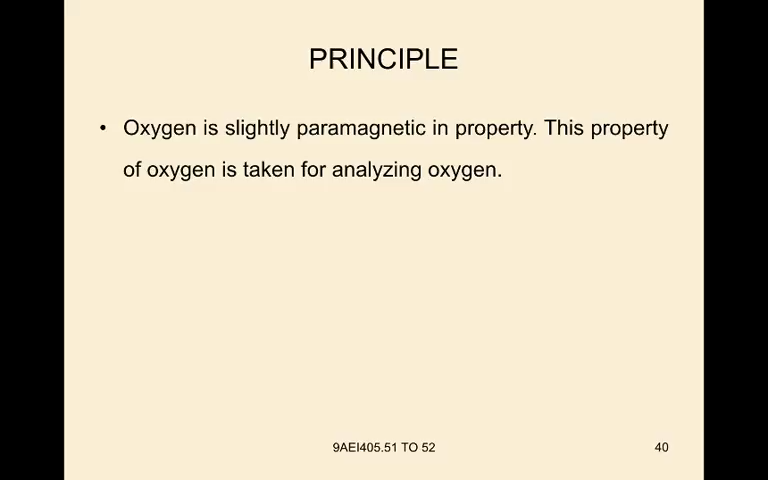 PRINCIPLE
• Oxygen is slightly paramagnetic in property. This property
of oxygen is taken for analyzing oxygen.
9AEI405.51 TO 52
40